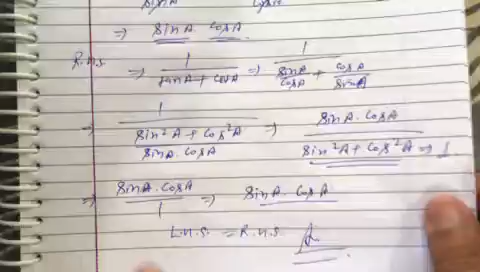 ⇒ SinA. CosA.
R.H.S. ⇒ 1/(tanA + CotA) ⇒ 1/(SinA/CosA + CosA/SinA)
⇒ 1/((Sin²A + Cos²A)/(SinA. CosA)) ⇒ SinA. CosA/(Sin²A + Cos²A) ⇒ 1
⇒ SinA. CosA/1 ⇒ SinA. CosA
L.H.S. = R.H.S.